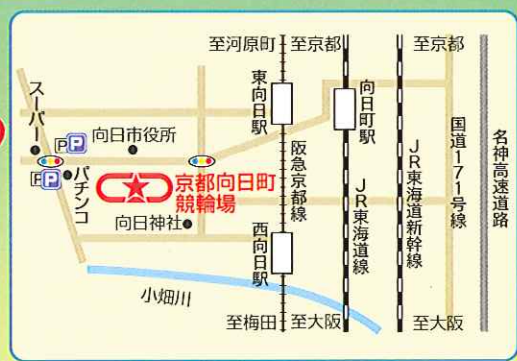 至河原町
至京都
至京都
東向日駅
向日町駅
スーパー
P P
向日市役所
P P
パチンコ
京都向日町
競輪場
向日神社
阪急京都線
JR東海道線
JR東海道新幹線
国道171号線
名神高速道路
西向日駅
小畑川
至梅田
至大阪
至大阪